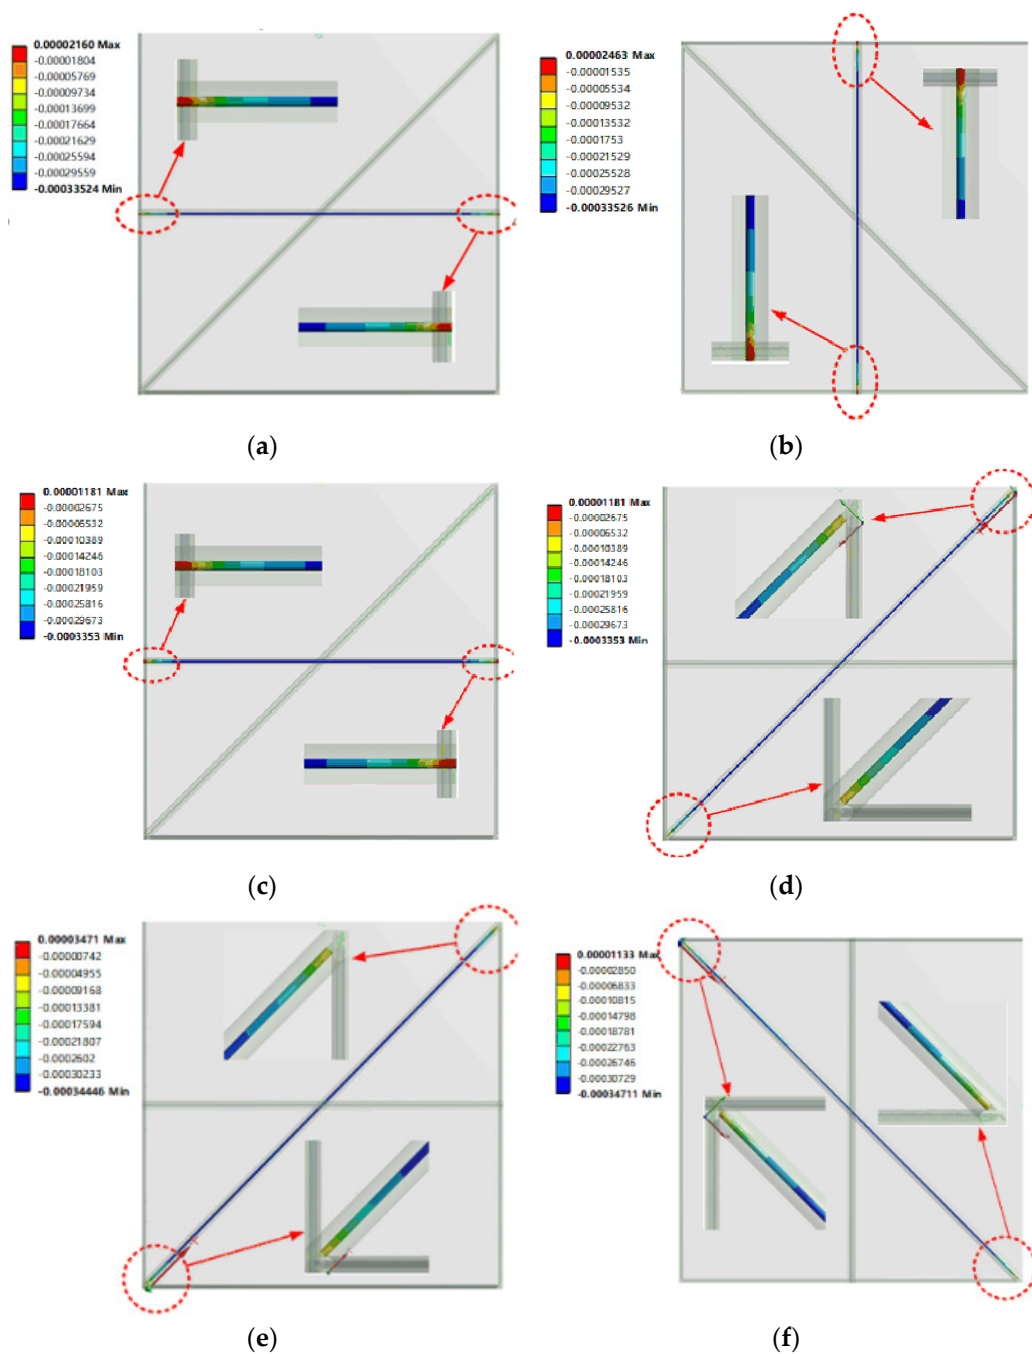 0.00002160 Max
-0.00001804
-0.00005769
-0.00009734
-0.00013699
-0.00017664
-0.00021629
-0.00025594
-0.00029559
-0.00033524 Min
(a)
0.00002463 Max
-0.00001535
-0.00005534
-0.00009532
-0.00013532
-0.0001753
-0.00021529
-0.00025528
-0.00029527
-0.00033526 Min
(b)
0.00001181 Max
-0.00002675
-0.00006532
-0.00010389
-0.00014246
-0.00018103
-0.00021959
-0.00025816
-0.00029673
-0.0003353 Min
(c)
0.00001181 Max
-0.00002675
-0.00006532
-0.00010389
-0.00014246
-0.00018103
-0.00021959
-0.00025816
-0.00029673
-0.0003353 Min
(d)
0.00003471 Max
-0.00000742
-0.00004955
-0.00009168
-0.00013381
-0.00017594
-0.00021807
-0.0002602
-0.00030233
-0.00034446 Min
(e)
0.00001133 Max
-0.00002850
-0.00006833
-0.00010815
-0.00014798
-0.00018781
-0.00022763
-0.00026746
-0.00030729
-0.00034711 Min
(f)